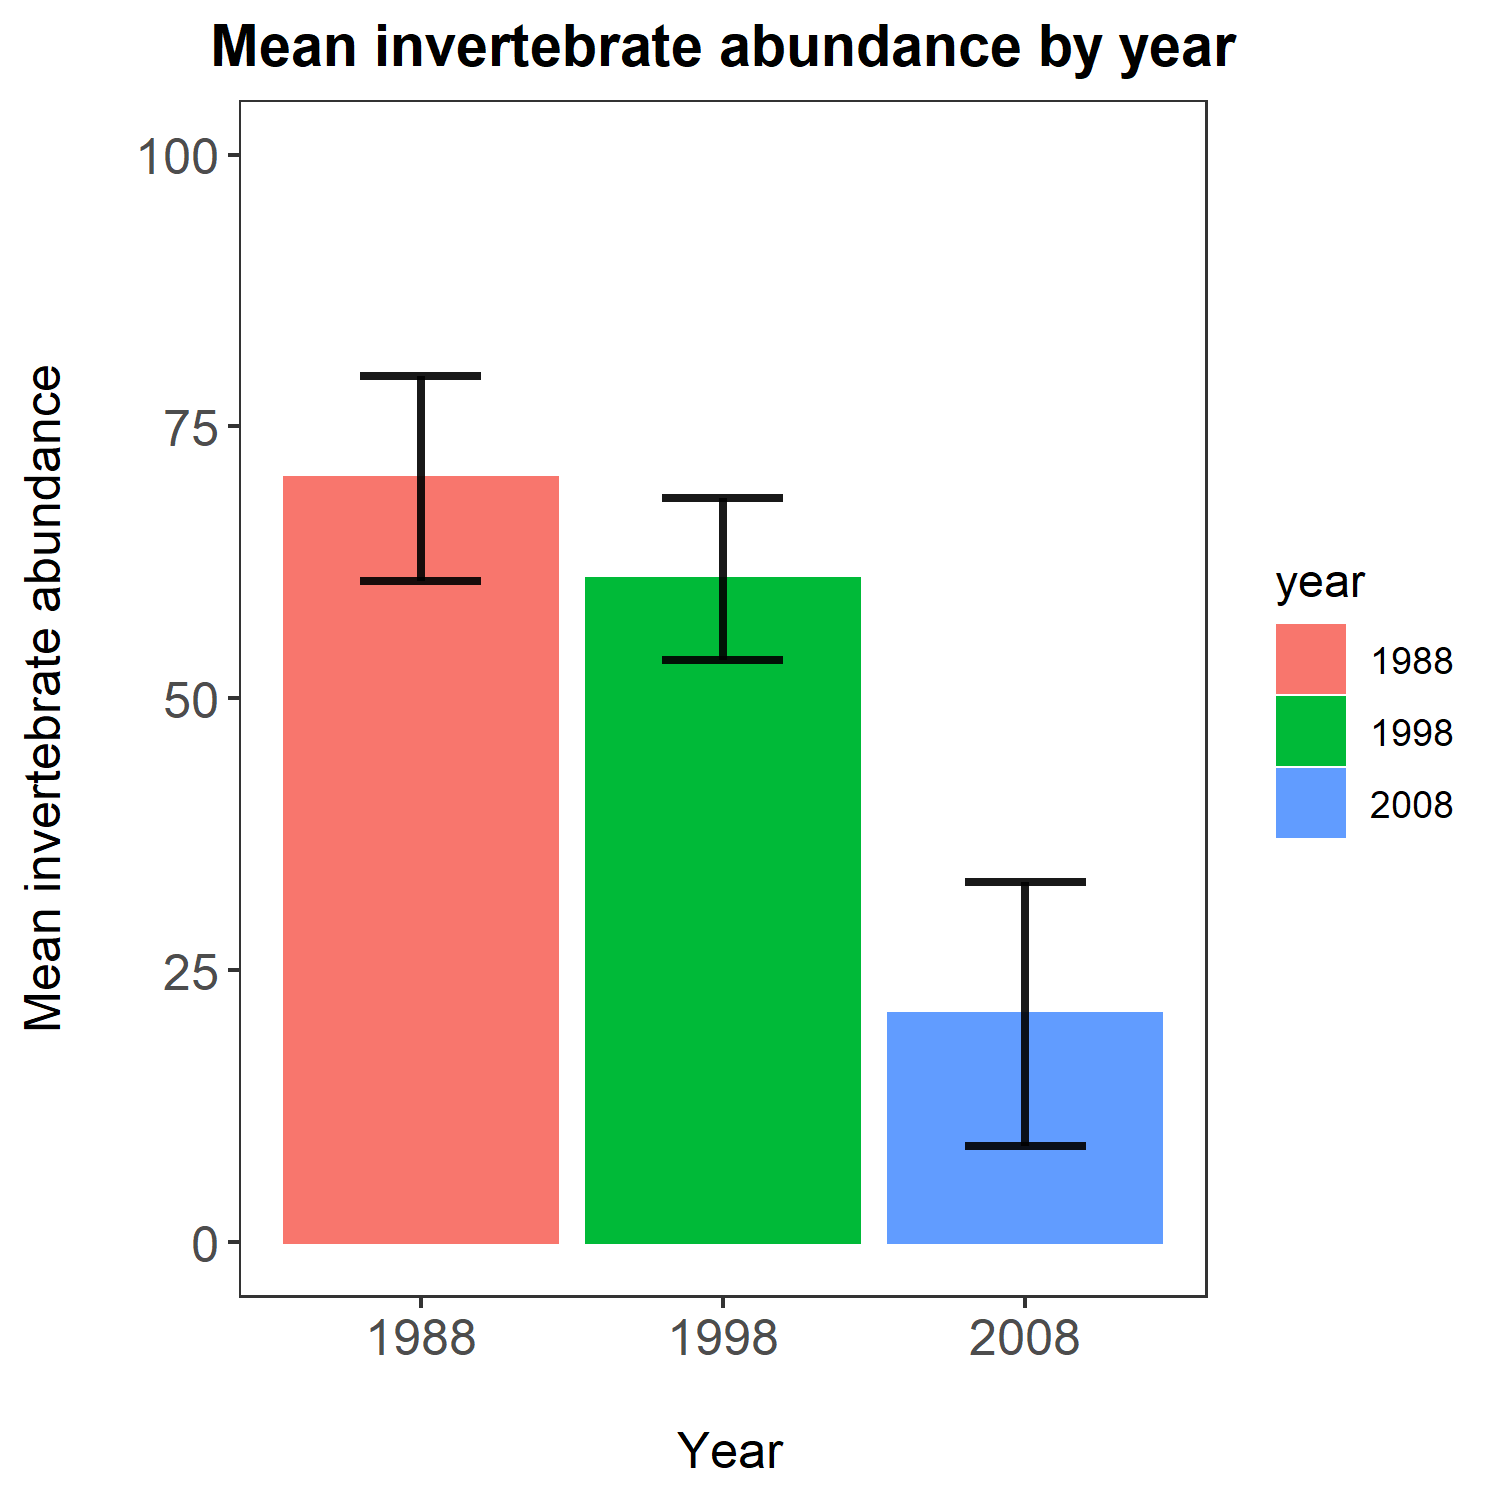 Mean invertebrate abundance by year
Mean invertebrate abundance
100
75
50
25
0
1988
1998
2008
Year
year
1988
1998
2008